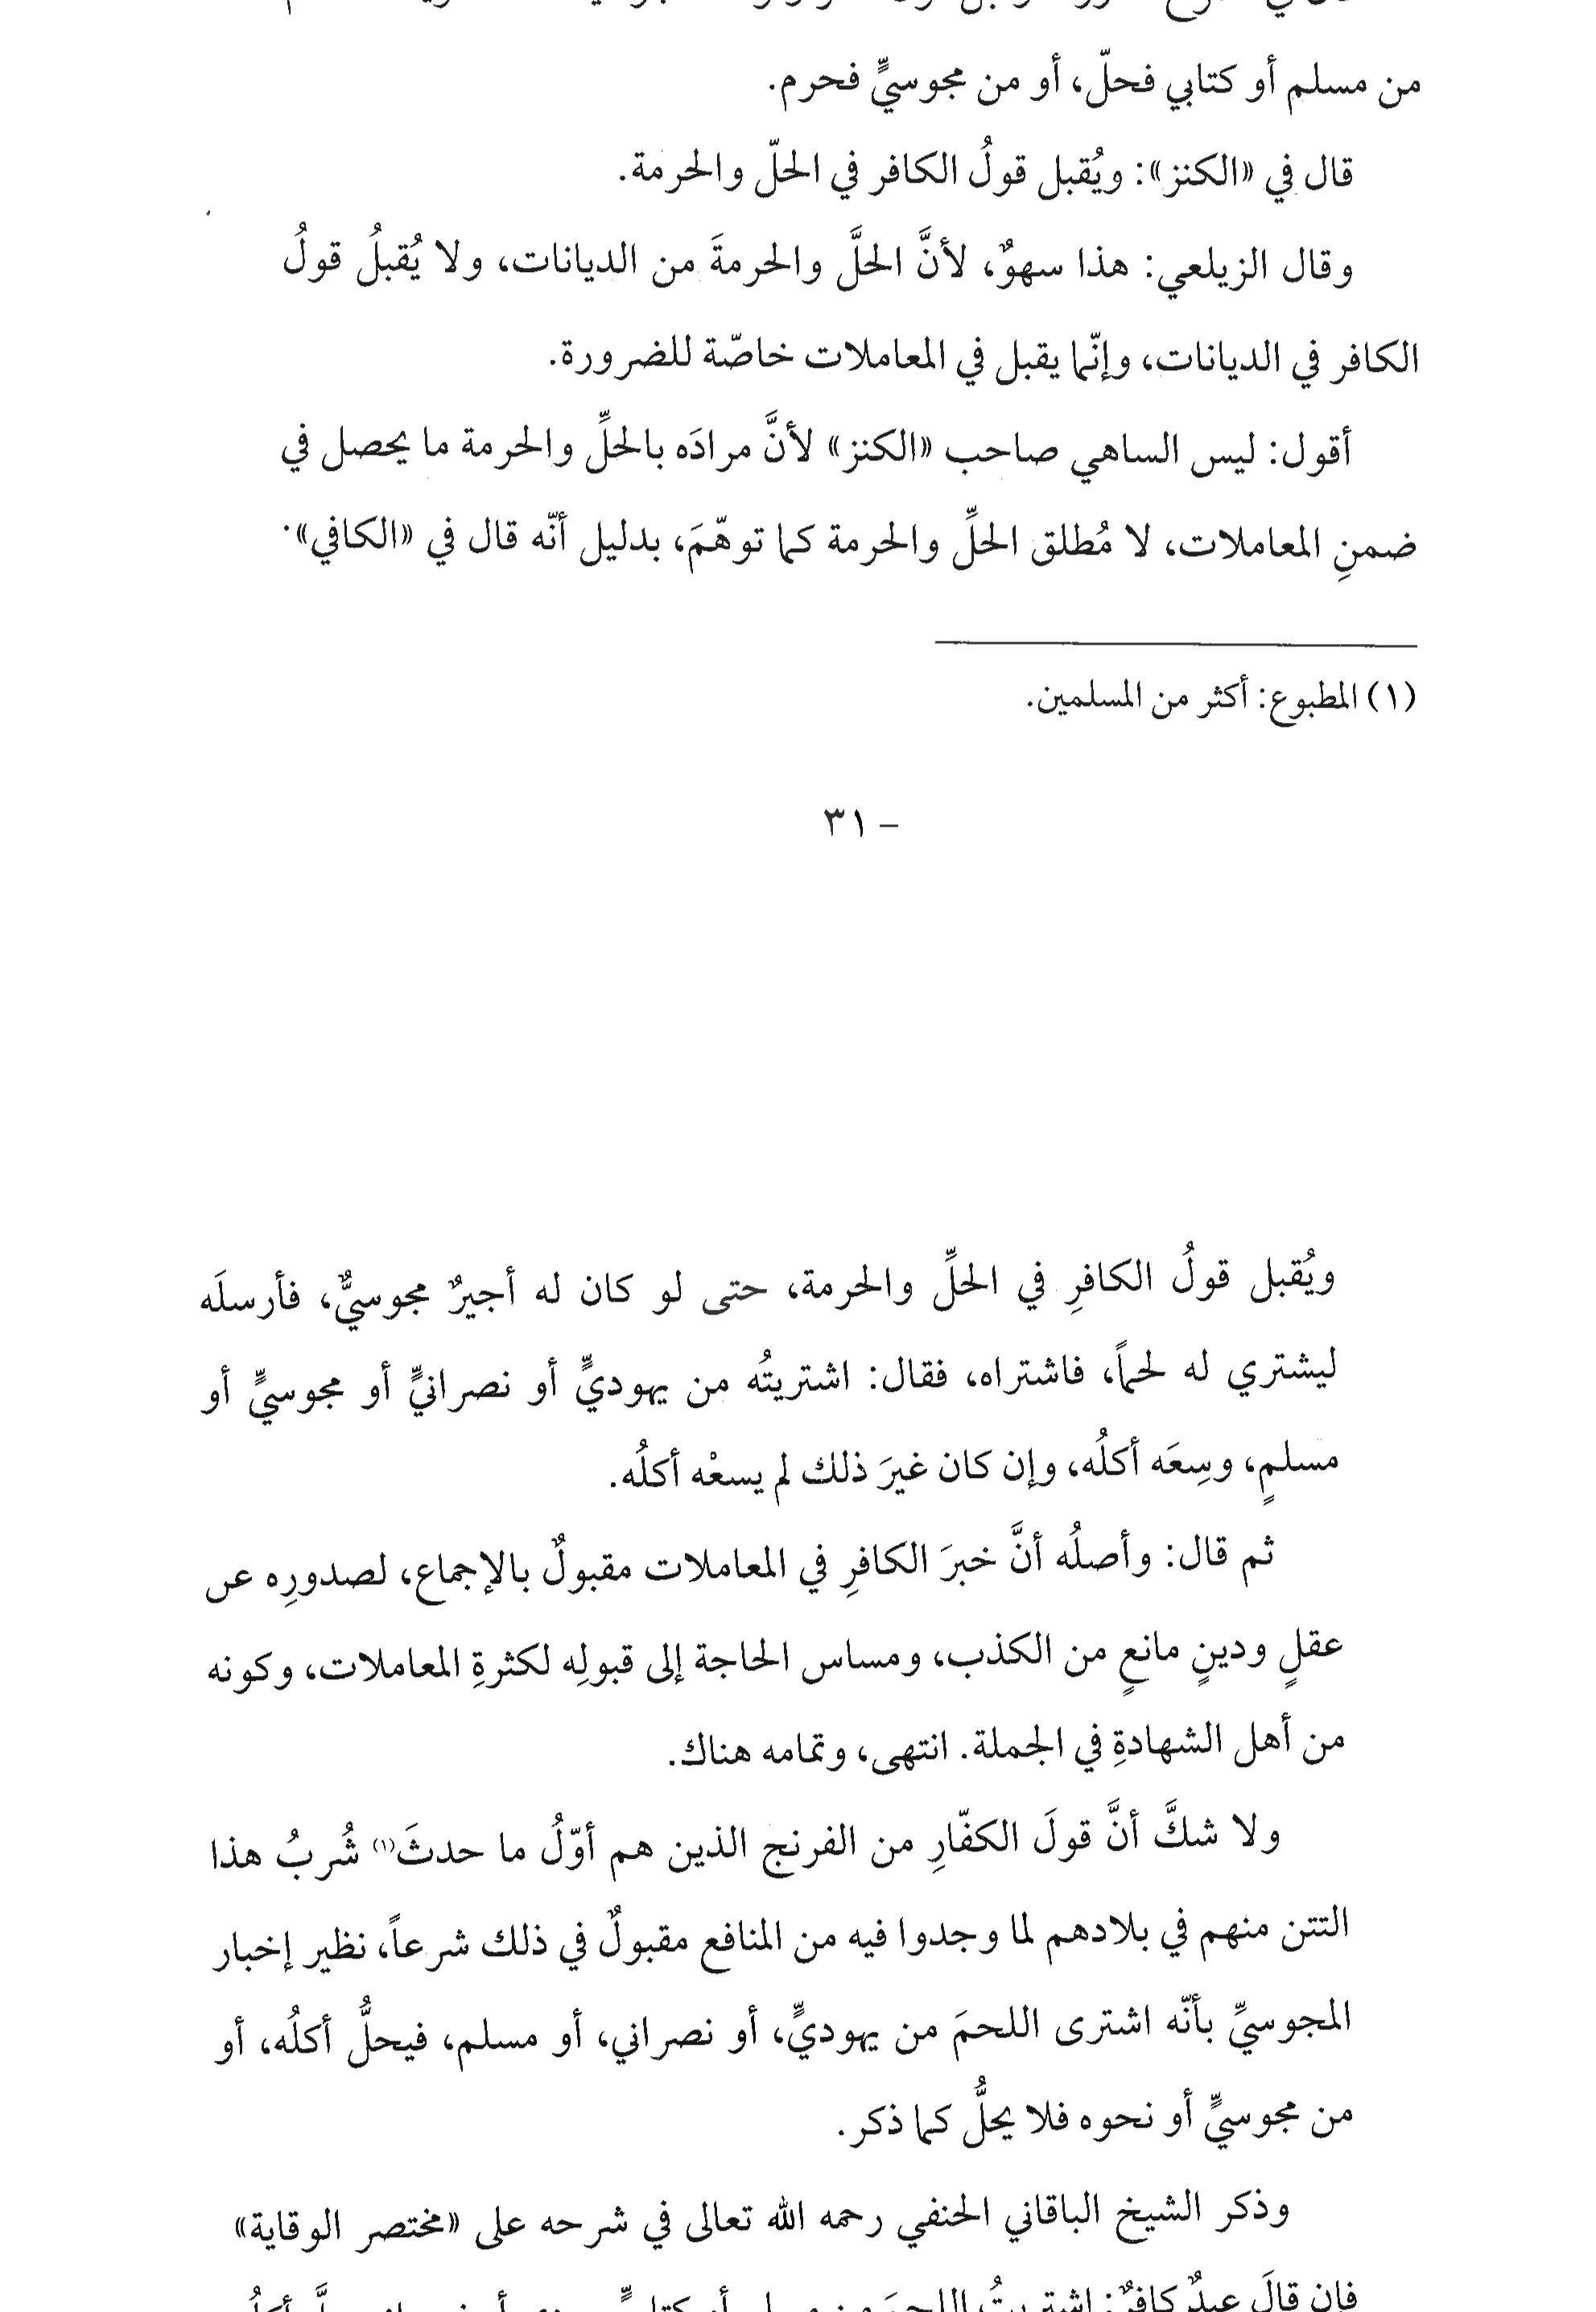 من مسلم أو كتابي فحلّ، أو من مجوسيٍّ فحرم.
قال في «الكنز»: ويُقبل قولُ الكافر في الحلّ والحرمة.
وقال الزيلعي: هذا سهوٌ، لأنَّ الحلَّ والحرمةَ من الديانات، ولا يُقبلُ قولُ
الكافر في الديانات، وإنّما يقبل في المعاملات خاصّة للضرورة.
أقول: ليس الساهي صاحب «الكنز» لأنَّ مرادَه بالحلِّ والحرمة ما يحصل في
ضمنِ المعاملات، لا مُطلق الحلِّ والحرمة كما توهّمَ، بدليل أنّه قال في «الكافي»·
(١) المطبوع: أكثر من المسلمين.
– ٣١
ويُقبل قولُ الكافرِ في الحلِّ والحرمة، حتى لو كان له أجيرٌ مجوسيٌّ، فأرسلَه
ليشتري له لحماً، فاشتراه، فقال: اشتريتُه من يهوديٍّ أو نصرانيٍّ أو مجوسيٍّ أو
مسلمٍ، وسِعَه أكلُه، وإن كان غيرَ ذلك لم يسعْه أكلُه.
ثم قال: وأصلُه أنَّ خبرَ الكافرِ في المعاملات مقبولٌ بالإجماع، لصدورِه عن
عقلٍ ودينٍ مانعٍ من الكذب، ومساس الحاجة إلى قبولِه لكثرةِ المعاملات، وكونه
من أهل الشهادةِ في الجملة. انتهى، وتمامه هناك.
ولا شكَّ أنَّ قولَ الكفّارِ من الفرنج الذين هم أوّلُ ما حدثَ(١) شُربُ هذا
التتن منهم في بلادهم لما وجدوا فيه من المنافع مقبولٌ في ذلك شرعاً، نظير إخبار
المجوسيِّ بأنّه اشترى اللحمَ من يهوديٍّ، أو نصراني، أو مسلم، فيحلُّ أكلُه، أو
من مجوسيٍّ أو نحوه فلا يحلُّ كما ذكر.
وذكر الشيخ الباقاني الحنفي رحمه الله تعالى في شرحه على «مختصر الوقاية»
فإن قالَ عبدٌ كافرٌ: اشتريتُ اللحمَ من مسلم أو كتابيٍّ